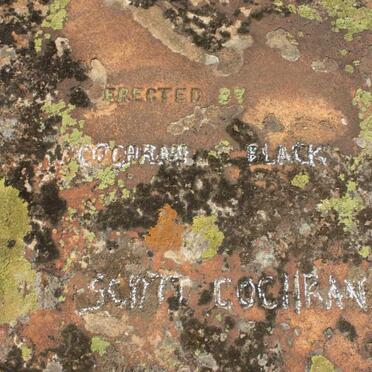 ERECTED BY
COCHRAN BLACK
SCOTT COCHRAN